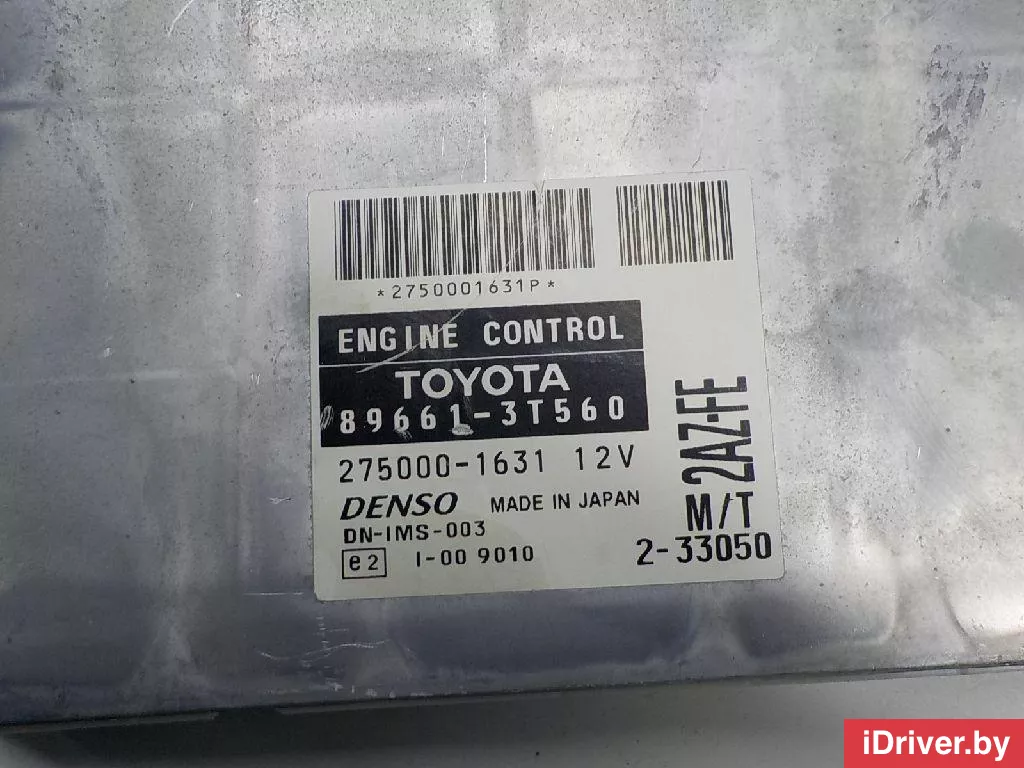 *2750001631P*
ENGINE CONTROL
TOYOTA
89661-3T560
275000-1631 12V
DENSO MADE IN JAPAN
DN-IMS-003
e2 I-00 9010
2AZ-FE
M/T
2-33050
iDriver.by